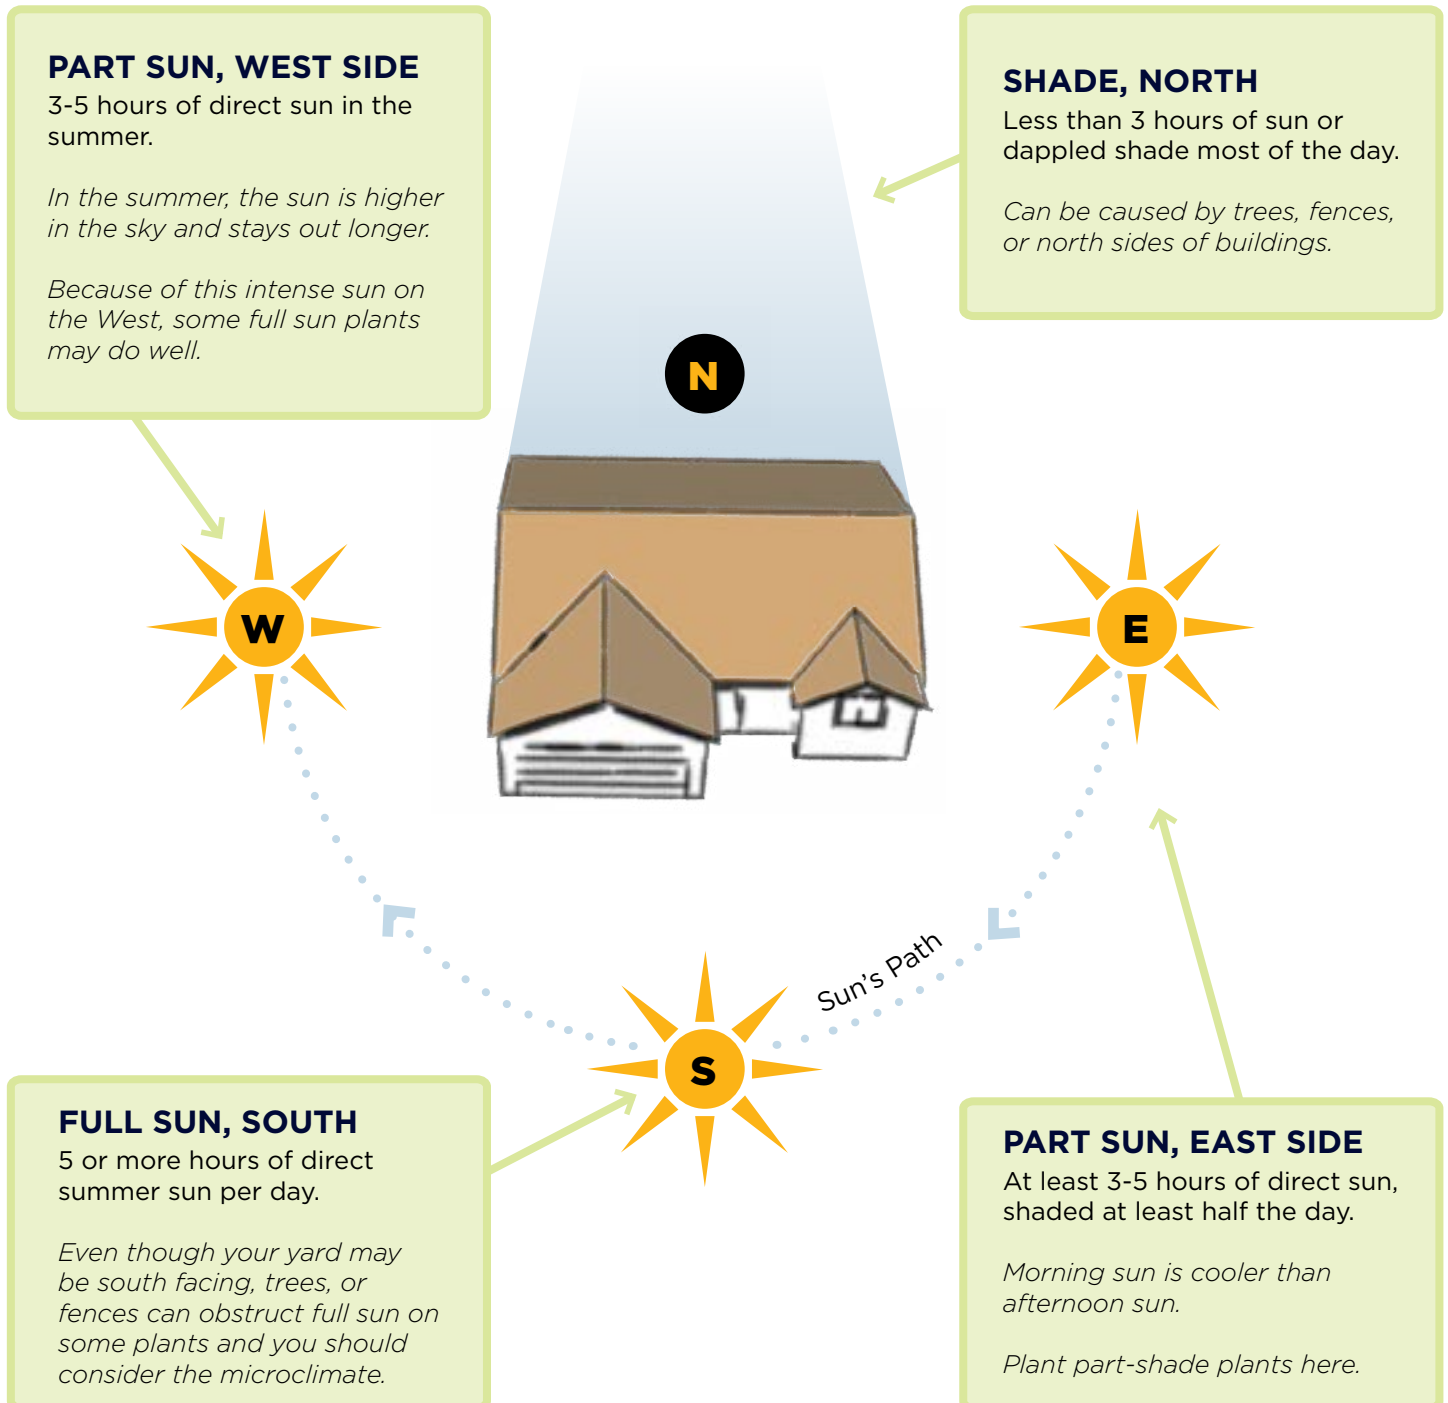 PART SUN, WEST SIDE
3-5 hours of direct sun in the
summer.
In the summer, the sun is higher
in the sky and stays out longer.
Because of this intense sun on
the West, some full sun plants
may do well.
SHADE, NORTH
Less than 3 hours of sun or
dappled shade most of the day.
Can be caused by trees, fences,
or north sides of buildings.
N
W
E
Sun's Path
S
FULL SUN, SOUTH
5 or more hours of direct
summer sun per day.
Even though your yard may
be south facing, trees, or
fences can obstruct full sun on
some plants and you should
consider the microclimate.
PART SUN, EAST SIDE
At least 3-5 hours of direct sun,
shaded at least half the day.
Morning sun is cooler than
afternoon sun.
Plant part-shade plants here.